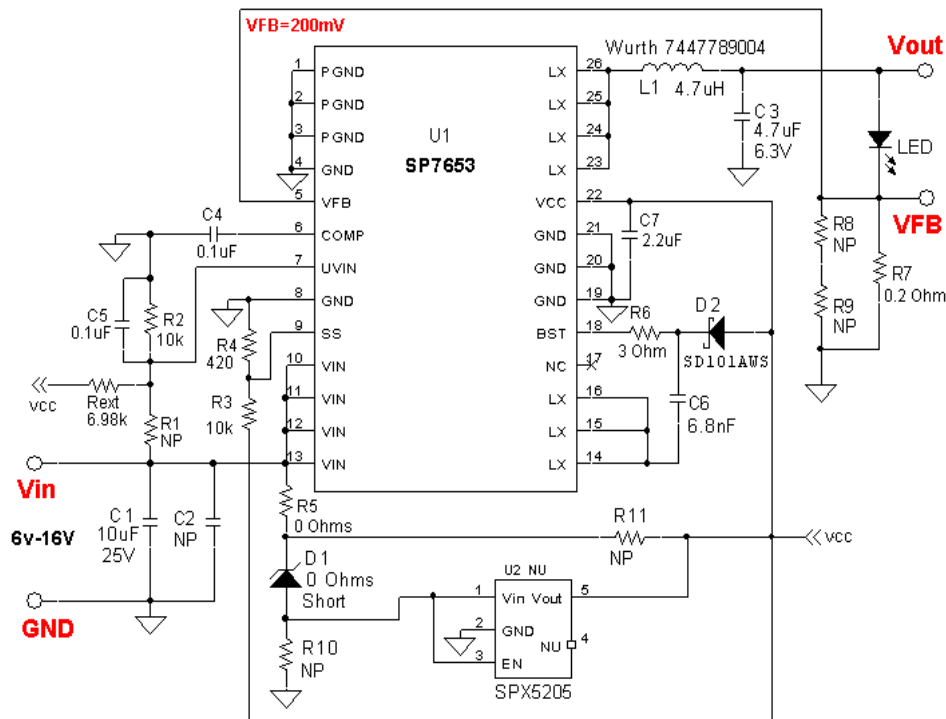 VFB=200mV
Wurth 7447789004
Vout
1 PGND
2 PGND
3 PGND
4 GND
5 VFB
6 COMP
7 UVIN
8 GND
9 SS
10 VIN
11 VIN
12 VIN
13 VIN
U1
SP7653
LX 26
LX 25
LX 24
LX 23
VCC 22
GND 21
GND 20
GND 19
BST 18
NC 17
LX 16
LX 15
LX 14
L1 4.7uH
C3
4.7uF
6.3V
LED
VFB
R8
NP
R7
0.2 Ohm
R9
NP
C4
0.1uF
C7
2.2uF
C5
0.1uF
R2
10k
R4
420
R6
3 Ohm
D2
SD101AWS
R3
10k
C6
6.8nF
vcc
Rext
6.98k
R1
NP
Vin
6v-16V
C1
10uF
25V
C2
NP
GND
R5
0 Ohms
R11
NP
vcc
D1
0 Ohms
Short
R10
NP
U2 NU
1 Vin Vout 5
2 GND
NU 4
3 EN
SPX5205